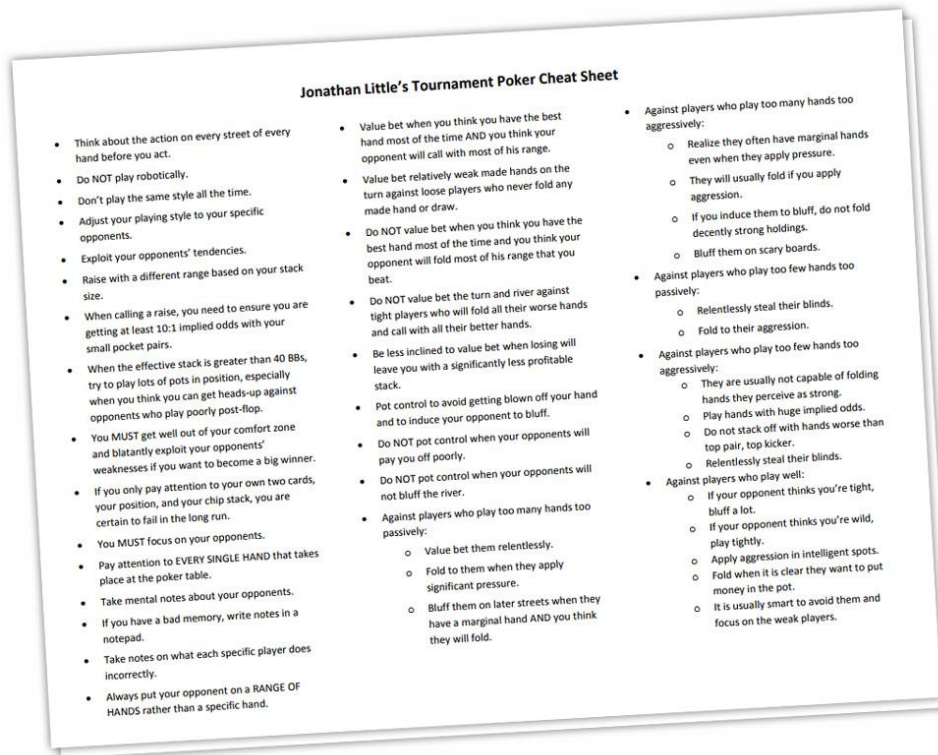 Jonathan Little's Tournament Poker Cheat Sheet
• Think about the action on every street of every
hand before you act.
• Do NOT play robotically.
• Don't play the same style all the time.
• Adjust your playing style to your specific
opponents.
• Exploit your opponents' tendencies.
• Raise with a different range based on your stack
size.
• When calling a raise, you need to ensure you are
getting at least 10:1 implied odds with your
small pocket pairs.
• When the effective stack is greater than 40 BBs,
try to play lots of pots in position, especially
when you think you can get heads-up against
opponents who play poorly post-flop.
• You MUST get well out of your comfort zone
and blatantly exploit your opponents'
weaknesses if you want to become a big winner.
• If you only pay attention to your own two cards,
your position, and your chip stack, you are
certain to fail in the long run.
• You MUST focus on your opponents.
• Pay attention to EVERY SINGLE HAND that takes
place at the poker table.
• Take mental notes about your opponents.
• If you have a bad memory, write notes in a
notepad.
• Take notes on what each specific player does
incorrectly.
• Always put your opponent on a RANGE OF
HANDS rather than a specific hand.
• Value bet when you think you have the best
hand most of the time AND you think your
opponent will call with most of his range.
• Value bet relatively weak made hands on the
turn against loose players who never fold any
made hand or draw.
• Do NOT value bet when you think you have the
best hand most of the time and you think your
opponent will fold most of his range that you
beat.
• Do NOT value bet the turn and river against
tight players who will fold all their worse hands
and call with all their better hands.
• Be less inclined to value bet when losing will
leave you with a significantly less profitable
stack.
• Pot control to avoid getting blown off your hand
and to induce your opponent to bluff.
• Do NOT pot control when your opponents will
pay you off poorly.
• Do NOT pot control when your opponents will
not bluff the river.
• Against players who play too many hands too
passively:
o Value bet them relentlessly.
o Fold to them when they apply
significant pressure.
o Bluff them on later streets when they
have a marginal hand AND you think
they will fold.
• Against players who play too many hands too
aggressively:
o Realize they often have marginal hands
even when they apply pressure.
o They will usually fold if you apply
aggression.
o If you induce them to bluff, do not fold
decently strong holdings.
o Bluff them on scary boards.
• Against players who play too few hands too
passively:
o Relentlessly steal their blinds.
o Fold to their aggression.
• Against players who play too few hands too
aggressively:
o They are usually not capable of folding
hands they perceive as strong.
o Play hands with huge implied odds.
o Do not stack off with hands worse than
top pair, top kicker.
o Relentlessly steal their blinds.
• Against players who play well:
o If your opponent thinks you're tight,
bluff a lot.
o If your opponent thinks you're wild,
play tightly.
o Apply aggression in intelligent spots.
o Fold when it is clear they want to put
money in the pot.
o It is usually smart to avoid them and
focus on the weak players.